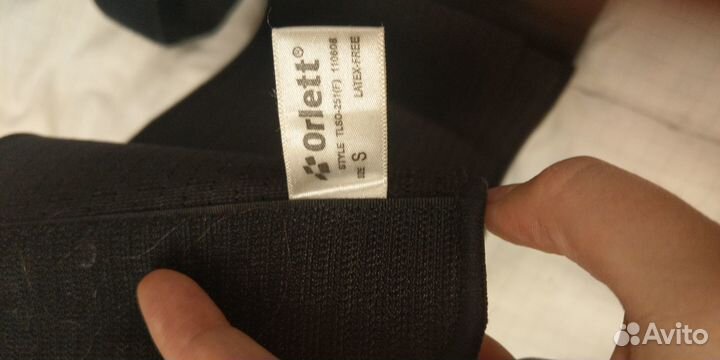 Orlett®
STYLE TLSO-251(F) 110608
SIZE S LATEX-FREE
Avito